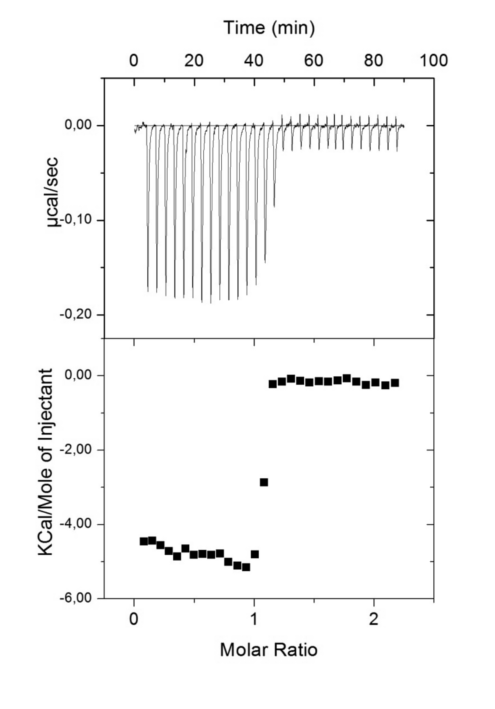 Time (min)
0 20 40 60 80 100
0,00
-0,10
-0,20
µcal/sec
0,00
-2,00
-4,00
-6,00
KCal/Mole of Injectant
0 1 2
Molar Ratio